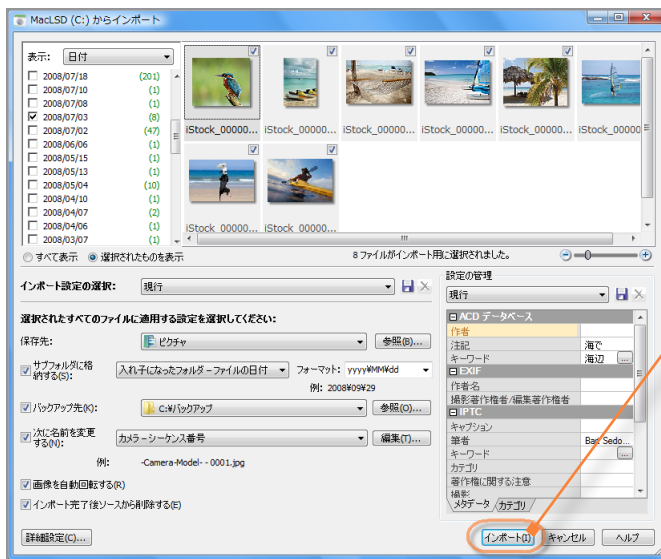 MacLSD (C:) からインポート
表示: 日付
2008/07/18 (201)
2008/07/10 (1)
2008/07/08 (1)
2008/07/03 (8)
2008/07/02 (47)
2008/06/06 (1)
2008/05/15 (1)
2008/05/13 (1)
2008/05/04 (10)
2008/04/10 (1)
2008/04/07 (2)
2008/04/06 (1)
2008/03/07 (1)
iStock_00000... iStock_00000... iStock_00000... iStock_00000... iStock_00000... iStock_00000
iStock_00000... iStock_00000...
すべて表示 選択されたものを表示
8 ファイルがインポート用に選択されました。
インポート設定の選択: 現行
選択されたすべてのファイルに適用する設定を選択してください:
保存先: ピクチャ 参照(B)...
サブフォルダに格納する(S): 入れ子になったフォルダ - ファイルの日付 フォーマット: yyyy¥MM¥dd
例: 2008¥09¥29
バックアップ先(K): C:¥バックアップ 参照(O)...
次に名前を変更する(N): カメラ - シーケンス番号 編集(T)...
例: -Camera-Model- - 0001.jpg
画像を自動回転する(R)
インポート完了後ソースから削除する(E)
設定の管理
現行
ACD データベース
作者
注記 海で
キーワード 海辺 ...
EXIF
作者名
撮影著作権者/編集著作権者
IPTC
キャプション
筆者 Bart Sedo...
キーワード ...
カテゴリ
著作権に関する注意
撮影
メタデータ カテゴリ
詳細設定(C)... インポート(I) キャンセル ヘルプ